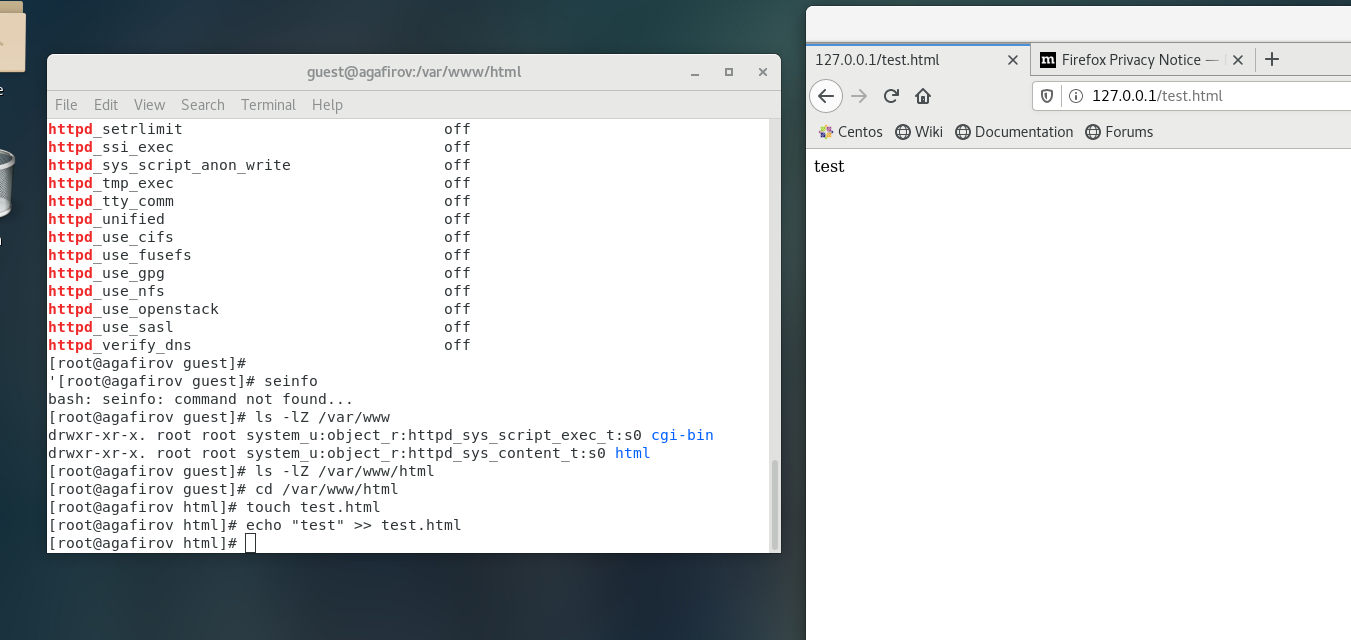 guest@agafirov:/var/www/html
File Edit View Search Terminal Help
httpd_setrlimit off
httpd_ssi_exec off
httpd_sys_script_anon_write off
httpd_tmp_exec off
httpd_tty_comm off
httpd_unified off
httpd_use_cifs off
httpd_use_fusefs off
httpd_use_gpg off
httpd_use_nfs off
httpd_use_openstack off
httpd_use_sasl off
httpd_verify_dns off
[root@agafirov guest]#
'[root@agafirov guest]# seinfo
bash: seinfo: command not found...
[root@agafirov guest]# ls -lZ /var/www
drwxr-xr-x. root root system_u:object_r:httpd_sys_script_exec_t:s0 cgi-bin
drwxr-xr-x. root root system_u:object_r:httpd_sys_content_t:s0 html
[root@agafirov guest]# ls -lZ /var/www/html
[root@agafirov guest]# cd /var/www/html
[root@agafirov html]# touch test.html
[root@agafirov html]# echo "test" >> test.html
[root@agafirov html]#
127.0.0.1/test.html
m Firefox Privacy Notice —
127.0.0.1/test.html
Centos Wiki Documentation Forums
test